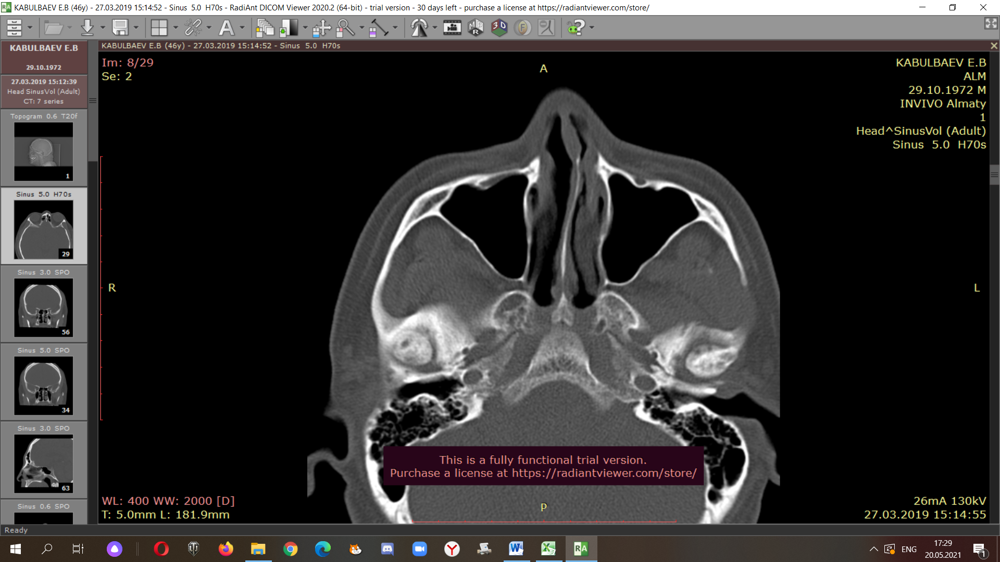 KABULBAEV E.B (46y) - 27.03.2019 15:14:52 - Sinus  5.0  H70s - RadiAnt DICOM Viewer 2020.2 (64-bit) - trial version - 30 days left - purchase a license at https://radiantviewer.com/store/
KABULBAEV E.B
29.10.1972
27.03.2019 15:12:39
Head SinusVol (Adult)
CT: 7 series
Topogram  0.6  T20f
1
Sinus  5.0  H70s
29
Sinus  3.0  SPO
56
Sinus  5.0  SPO
34
Sinus  3.0  SPO
63
Sinus  0.6  SPO
KABULBAEV E.B (46y) - 27.03.2019 15:14:52 - Sinus  5.0  H70s
Im: 8/29
Se: 2
A
KABULBAEV E.B
ALM
29.10.1972 M
INVIVO Almaty
1
Head^SinusVol (Adult)
Sinus  5.0  H70s
R
L
This is a fully functional trial version.
Purchase a license at https://radiantviewer.com/store/
WL: 400 WW: 2000 [D]
T: 5.0mm L: 181.9mm
P
26mA 130kV
27.03.2019 15:14:55
Ready
ENG
17:29
20.05.2021
1